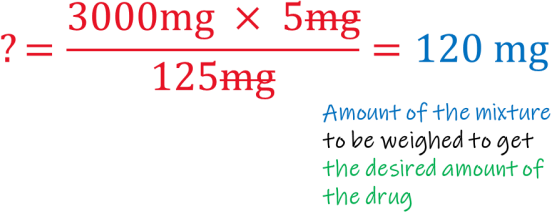 ? = 3000mg × 5mg / 125mg = 120 mg
Amount of the mixture
to be weighed to get
the desired amount of
the drug